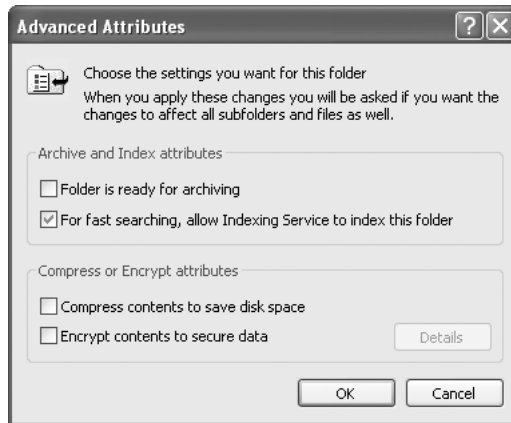 Advanced Attributes
Choose the settings you want for this folder
When you apply these changes you will be asked if you want the
changes to affect all subfolders and files as well.
Archive and Index attributes
Folder is ready for archiving
For fast searching, allow Indexing Service to index this folder
Compress or Encrypt attributes
Compress contents to save disk space
Encrypt contents to secure data
Details
OK
Cancel